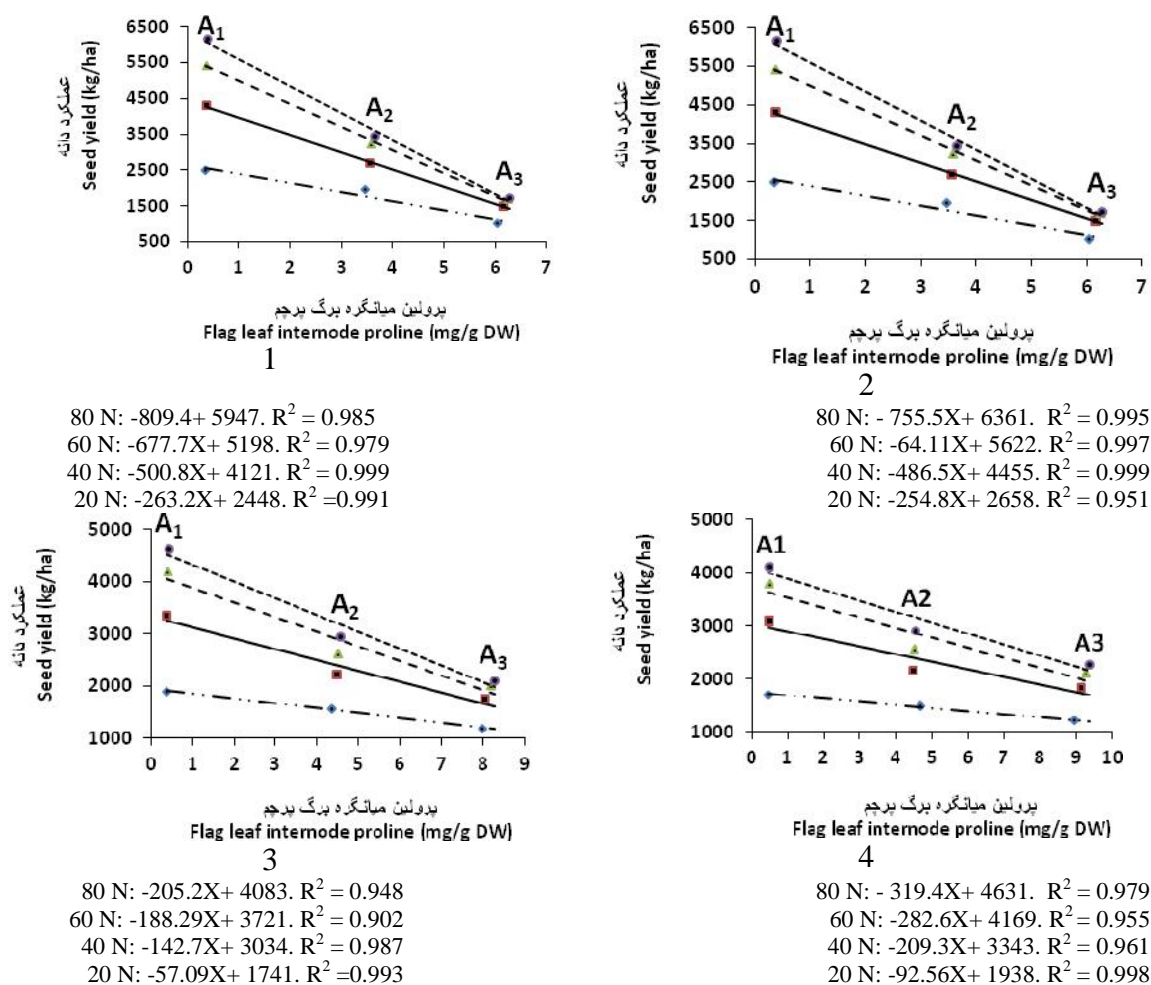 6500
5500
4500
3500
2500
1500
500
عملکرد دانه
Seed yield (kg/ha)
A₁
A₂
A₃
0 1 2 3 4 5 6 7
پرولین میانگره برگ پرچم
Flag leaf internode proline (mg/g DW)
1
80 N: -809.4+ 5947. R² = 0.985
60 N: -677.7X+ 5198. R² = 0.979
40 N: -500.8X+ 4121. R² = 0.999
20 N: -263.2X+ 2448. R² =0.991
6500
5500
4500
3500
2500
1500
500
عملکرد دانه
Seed yield (kg/ha)
A₁
A₂
A₃
0 1 2 3 4 5 6 7
پرولین میانگره برگ پرچم
Flag leaf internode proline (mg/g DW)
2
80 N: - 755.5X+ 6361. R² = 0.995
60 N: -64.11X+ 5622. R² = 0.997
40 N: -486.5X+ 4455. R² = 0.999
20 N: -254.8X+ 2658. R² = 0.951
5000
4000
3000
2000
1000
عملکرد دانه
Seed yield (kg/ha)
A₁
A₂
A₃
0 1 2 3 4 5 6 7 8 9
پرولین میانگره برگ پرچم
Flag leaf internode proline (mg/g DW)
3
80 N: -205.2X+ 4083. R² = 0.948
60 N: -188.29X+ 3721. R² = 0.902
40 N: -142.7X+ 3034. R² = 0.987
20 N: -57.09X+ 1741. R² =0.993
5000
4000
3000
2000
1000
عملکرد دانه
Seed yield (kg/ha)
A1
A2
A3
0 1 2 3 4 5 6 7 8 9 10
پرولین میانگره برگ پرچم
Flag leaf internode proline (mg/g DW)
4
80 N: - 319.4X+ 4631. R² = 0.979
60 N: -282.6X+ 4169. R² = 0.955
40 N: -209.3X+ 3343. R² = 0.961
20 N: -92.56X+ 1938. R² = 0.998